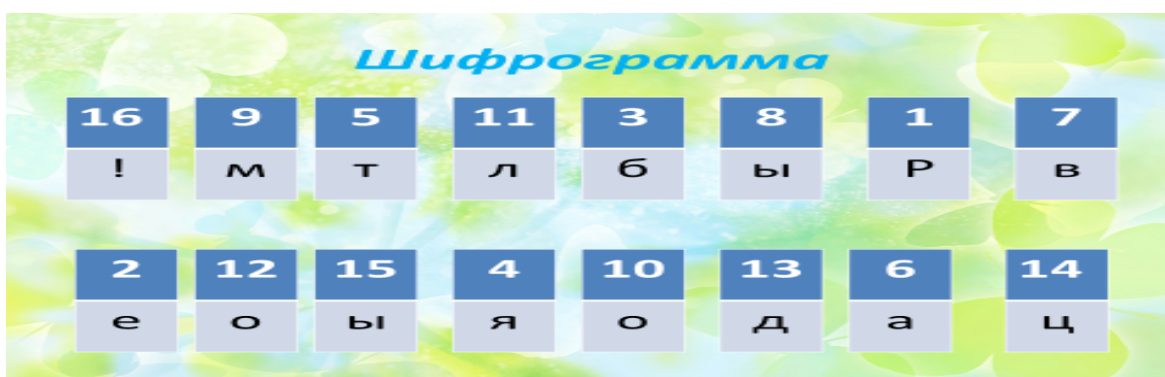 Шифрограмма
16 9 5 11 3 8 1 7
! м т л б ы Р в
2 12 15 4 10 13 6 14
е о ы я о д а ц